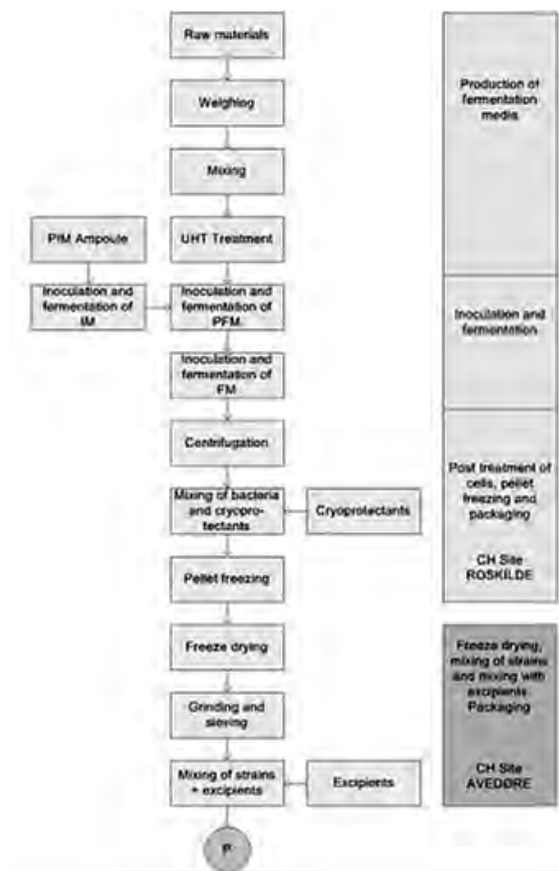 Raw materials
Weighing
Mixing
PIM Ampoule
UHT Treatment
Inoculation and
fermentation of
IM
Inoculation and
fermentation of
PFM
Inoculation and
fermentation of
FM
Centrifugation
Mixing of bacteria
and cryopro-
tectants
Cryoprotectants
Pellet freezing
Freeze drying
Grinding and
sieving
Mixing of strains
+ excipients
Excipients
P
Production of
fermentation
media
Inoculation and
fermentation
Post treatment of
cells, pellet
freezing and
packaging
CH Site
ROSKILDE
Freeze drying,
mixing of strains
and mixing with
excipients.
Packaging
CH Site
AVEDØRE